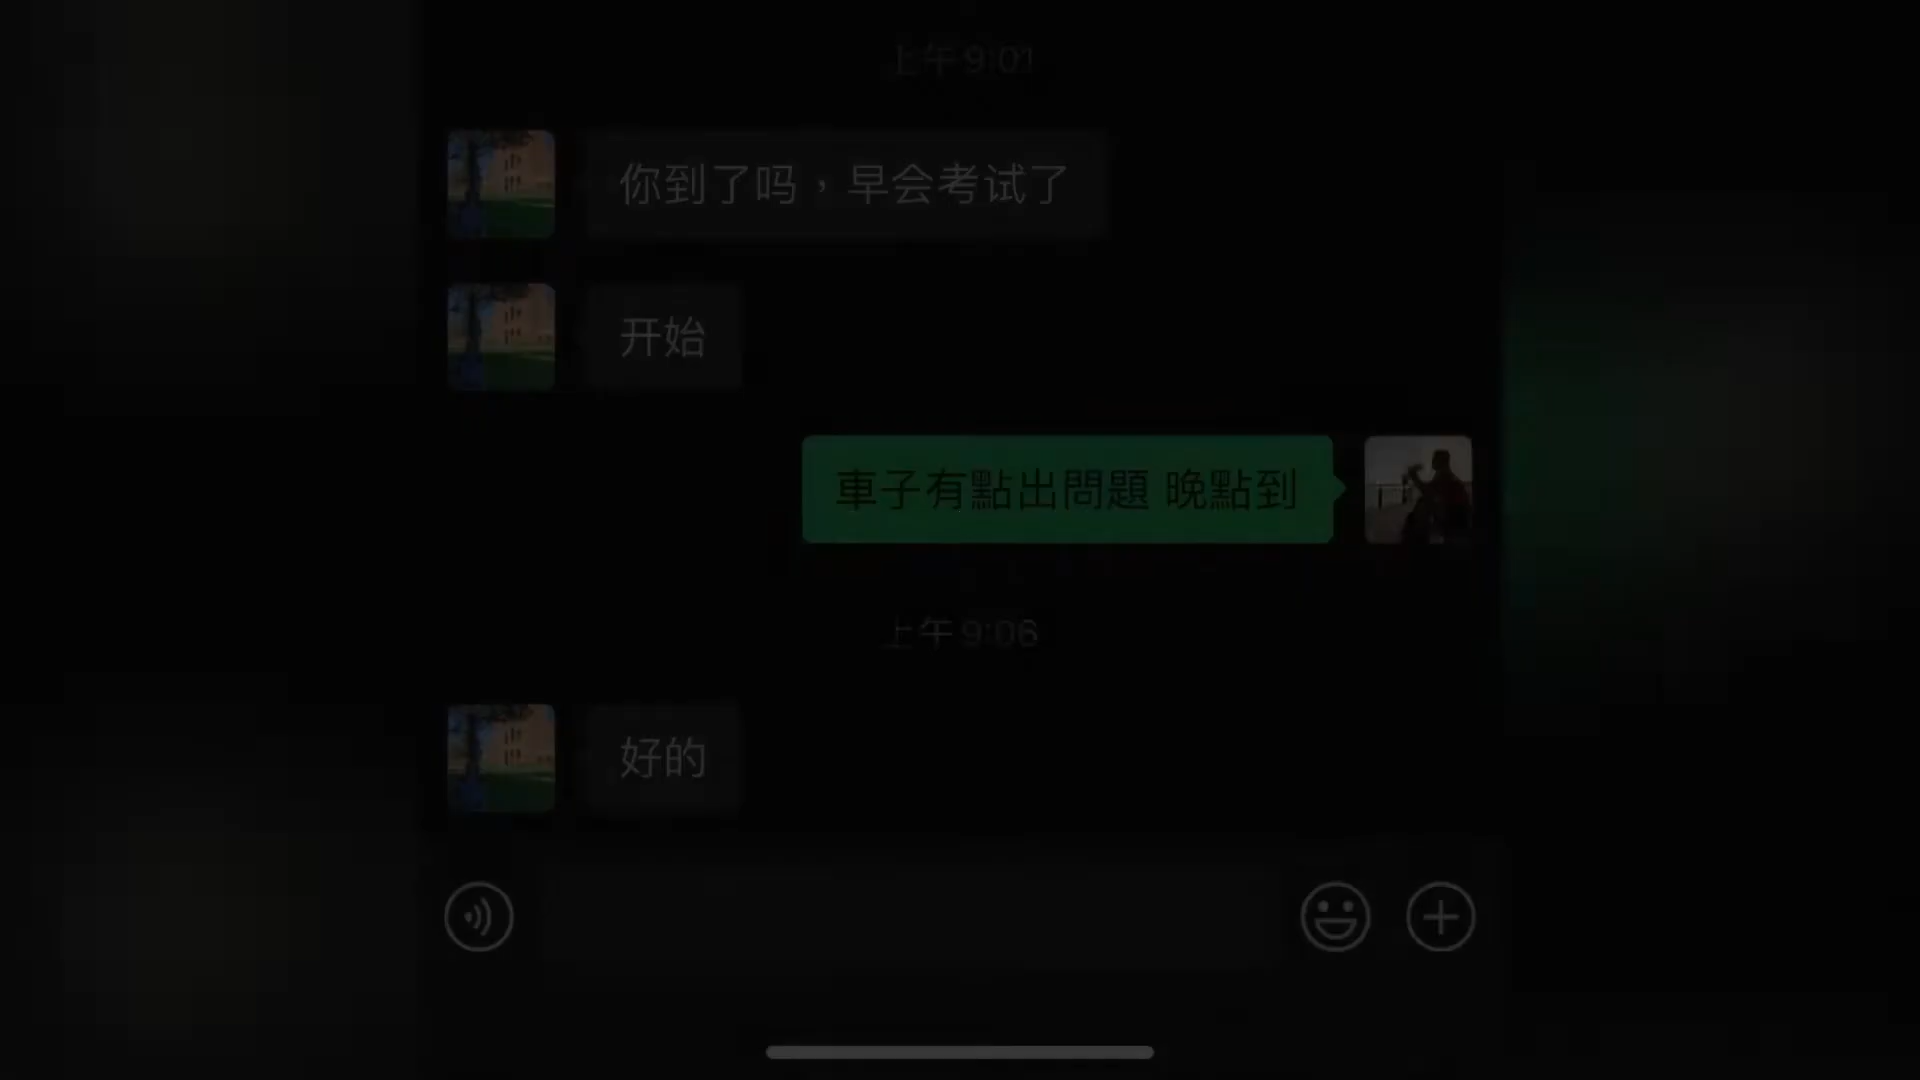 上午 9:01
你到了吗，早会考试了
开始
車子有點出問題 晚點到
上午 9:06
好的